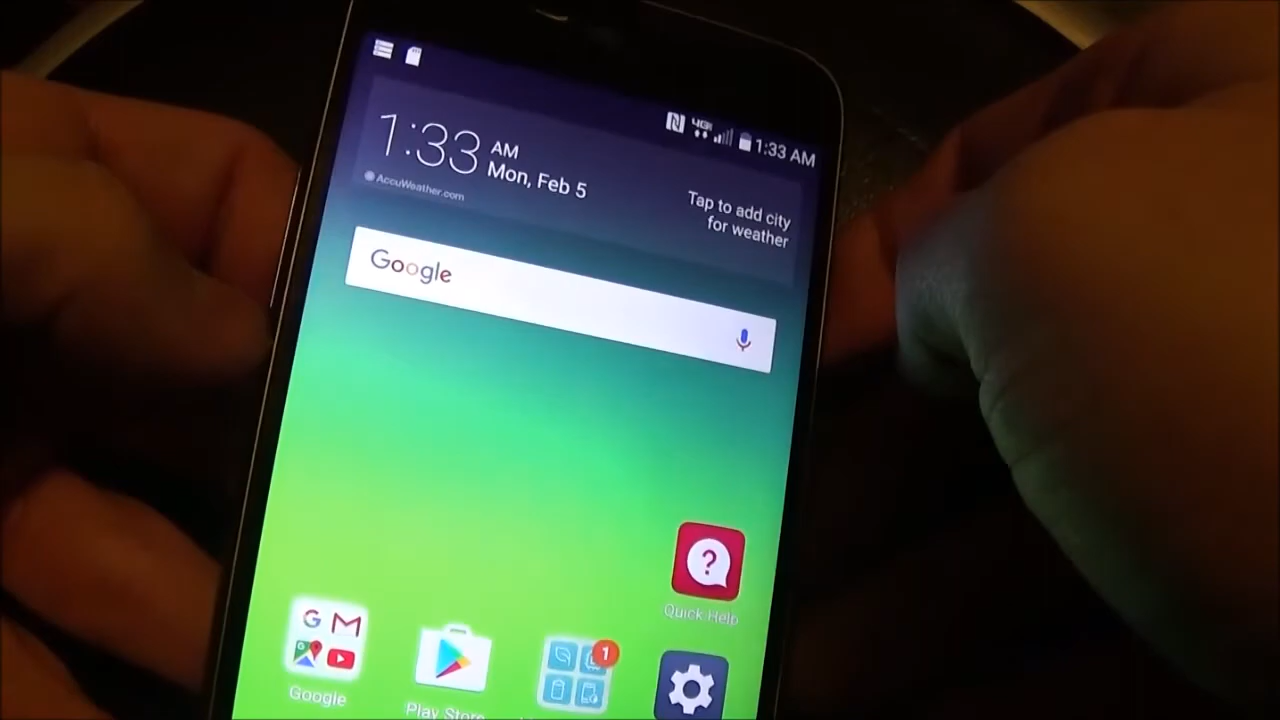 4G
1:33 AM
1:33 AM
Mon, Feb 5
AccuWeather.com
Tap to add city
for weather
Google
?
Quick Help
G M
1
Google
Play Store